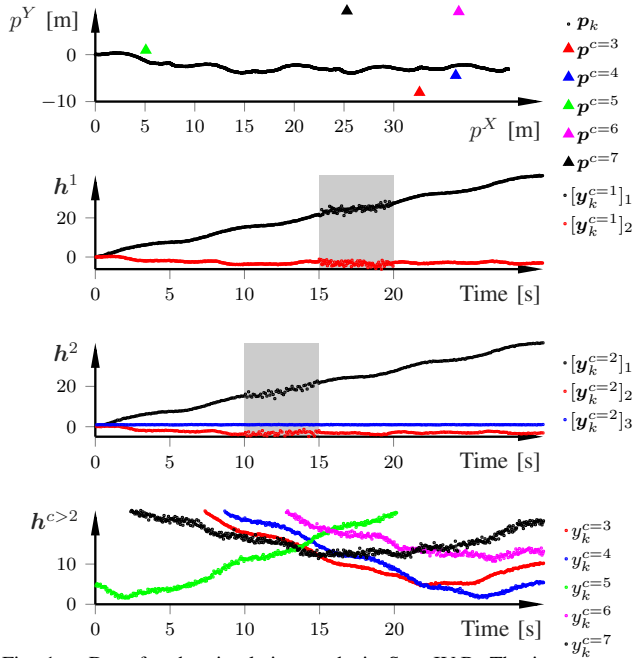 p^Y [m]
0
−10
0 5 10 15 20 25 30
p^X [m]
p_k
p^{c=3}
p^{c=4}
p^{c=5}
p^{c=6}
p^{c=7}
h^1
20
0
0 5 10 15 20
Time [s]
[y_k^{c=1}]_1
[y_k^{c=1}]_2
h^2
20
0
0 5 10 15 20
Time [s]
[y_k^{c=2}]_1
[y_k^{c=2}]_2
[y_k^{c=2}]_3
h^{c>2}
10
0
0 5 10 15 20
Time [s]
y_k^{c=3}
y_k^{c=4}
y_k^{c=5}
y_k^{c=6}
y_k^{c=7}